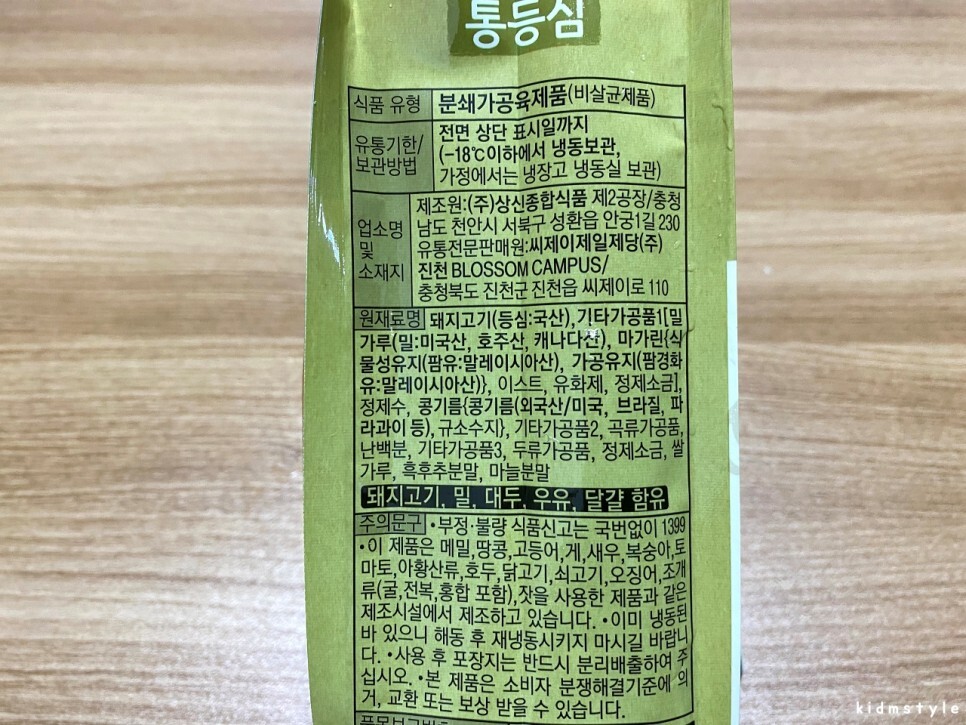 통등심
식품 유형 분쇄가공육제품(비살균제품)
유통기한/
보관방법
전면 상단 표시일까지
(-18℃이하에서 냉동보관,
가정에서는 냉장고 냉동실 보관)
업소명
및
소재지
제조원:(주)상신종합식품 제2공장/충청
남도 천안시 서북구 성환읍 안궁1길 230
유통전문판매원:씨제이제일제당(주)
진천 BLOSSOM CAMPUS/
충청북도 진천군 진천읍 씨제이로 110
원재료명 돼지고기(등심:국산),기타가공품1[밀
가루(밀:미국산, 호주산, 캐나다산), 마가린{식
물성유지(팜유:말레이시아산), 가공유지(팜경화
유:말레이시아산)}, 이스트, 유화제, 정제소금],
정제수, 콩기름{콩기름(외국산/미국, 브라질, 파
라과이 등), 규소수지}, 기타가공품2, 곡류가공품,
난백분, 기타가공품3, 두류가공품, 정제소금, 쌀
가루, 흑후추분말, 마늘분말
돼지고기, 밀, 대두, 우유, 달걀 함유
주의문구 •부정·불량 식품신고는 국번없이 1399
•이 제품은 메밀,땅콩,고등어,게,새우,복숭아,토
마토,아황산류,호두,닭고기,쇠고기,오징어,조개
류(굴,전복,홍합 포함),잣을 사용한 제품과 같은
제조시설에서 제조하고 있습니다. •이미 냉동된
바 있으니 해동 후 재냉동시키지 마시길 바랍니
다. •사용 후 포장지는 반드시 분리배출하여 주
십시오. •본 제품은 소비자 분쟁해결기준에 의
거, 교환 또는 보상 받을 수 있습니다.
kidmstyle